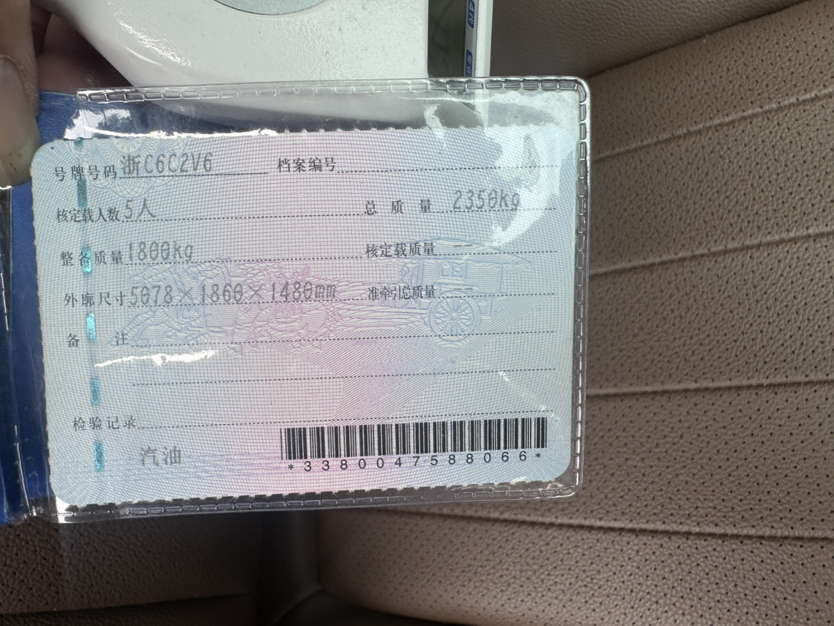 号牌号码 浙C6C2V6 档案编号
核定载人数 5人 总质量 2350kg
整备质量 1800kg 核定载质量 --
外廓尺寸 5078×1860×1480mm 准牵引总质量 --
备注
检验记录
汽油
*3380047588066*